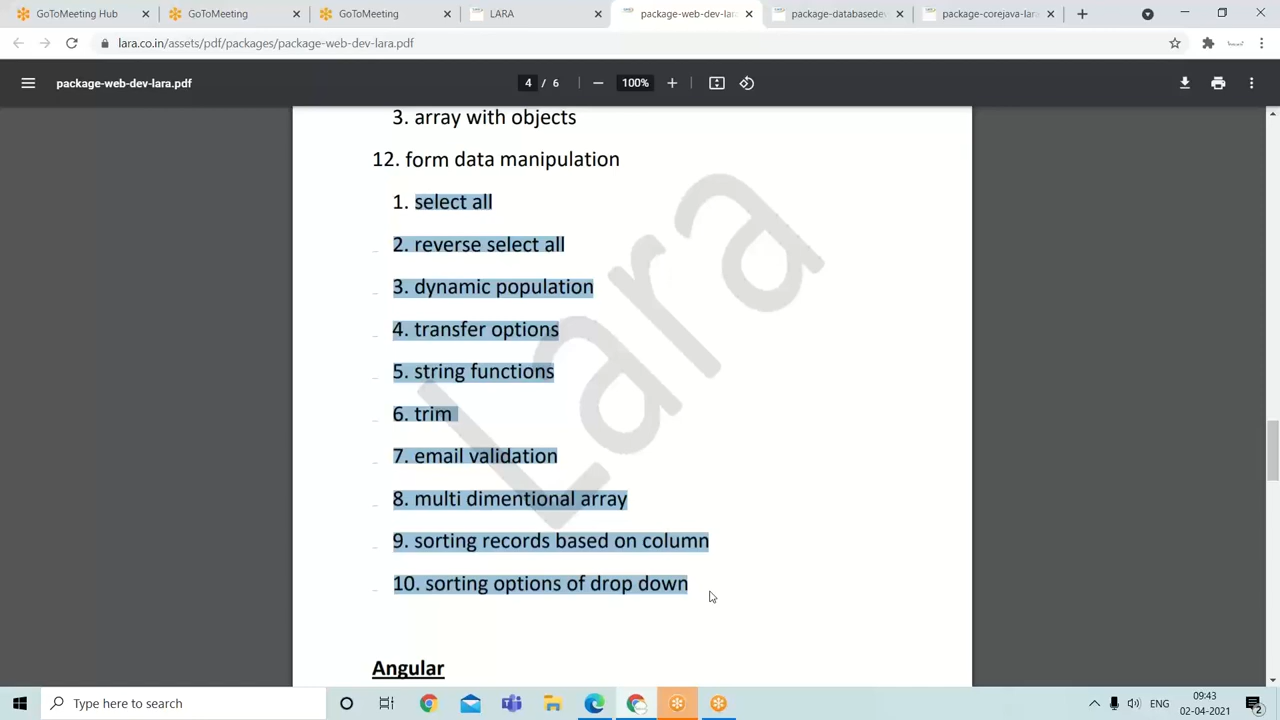 GoToMeeting Hub
GoToMeeting
GoToMeeting
LARA
package-web-dev-lara
package-databasedev
package-corejava-lara
lara.co.in/assets/pdf/packages/package-web-dev-lara.pdf
package-web-dev-lara.pdf
4 / 6
100%
3. array with objects
12. form data manipulation
1. select all
2. reverse select all
3. dynamic population
4. transfer options
5. string functions
6. trim
7. email validation
8. multi dimentional array
9. sorting records based on column
10. sorting options of drop down
Angular
Lara
Type here to search
ENG
09:43
02-04-2021
2